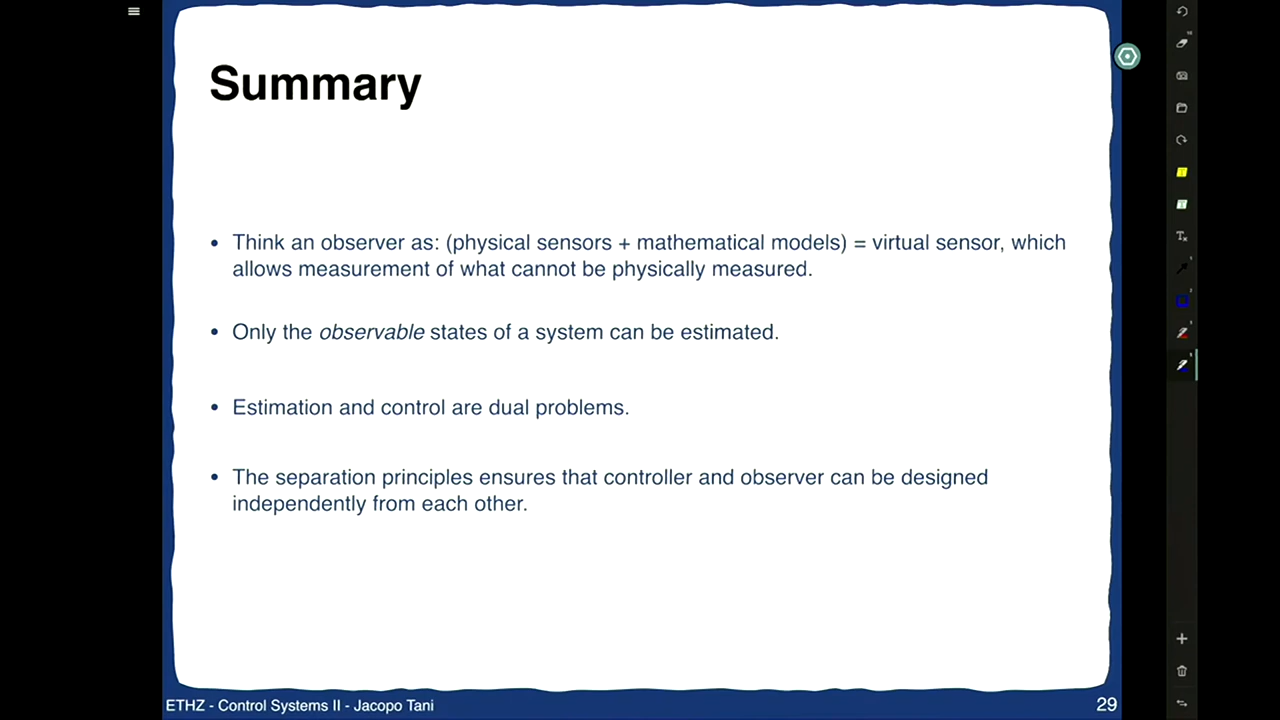 Summary
• Think an observer as: (physical sensors + mathematical models) = virtual sensor, which
allows measurement of what cannot be physically measured.
• Only the observable states of a system can be estimated.
• Estimation and control are dual problems.
• The separation principles ensures that controller and observer can be designed
independently from each other.
ETHZ - Control Systems II - Jacopo Tani
29